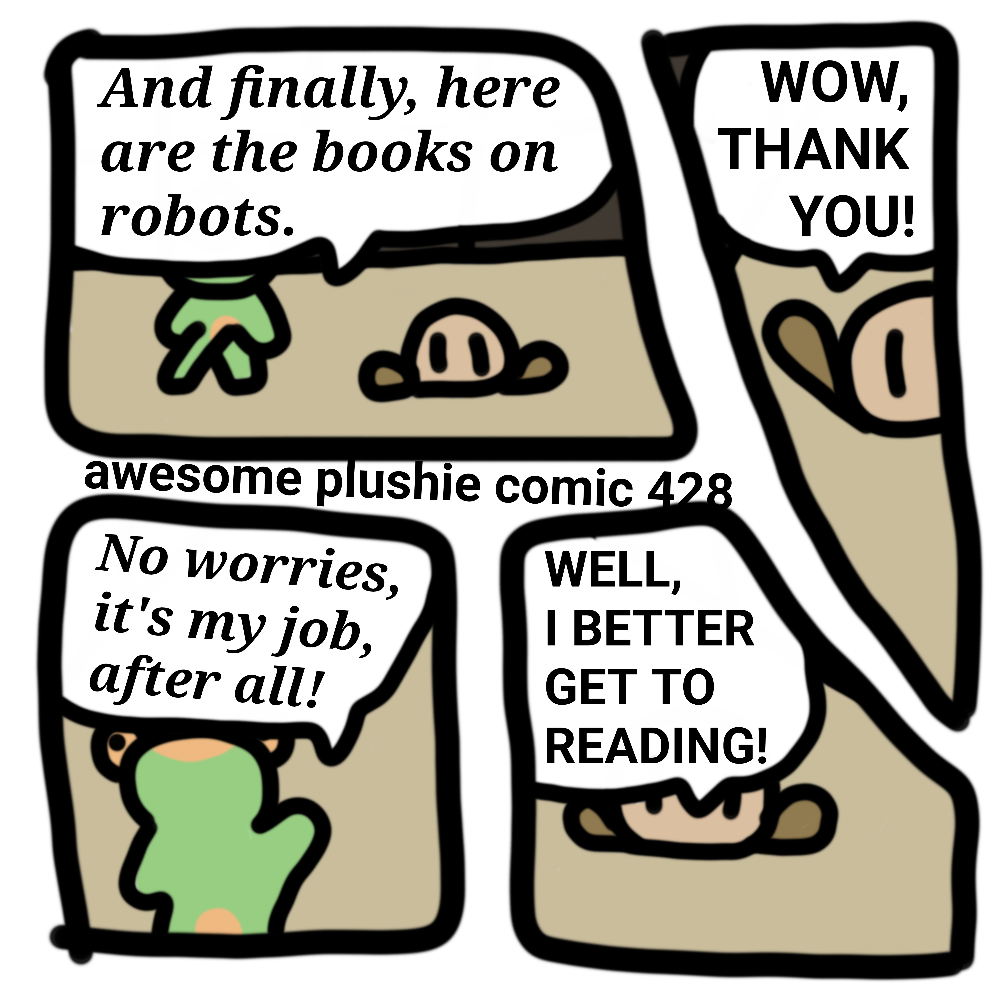 And finally, here
are the books on
robots.
WOW,
THANK
YOU!
awesome plushie comic 428
No worries,
it's my job,
after all!
WELL,
I BETTER
GET TO
READING!